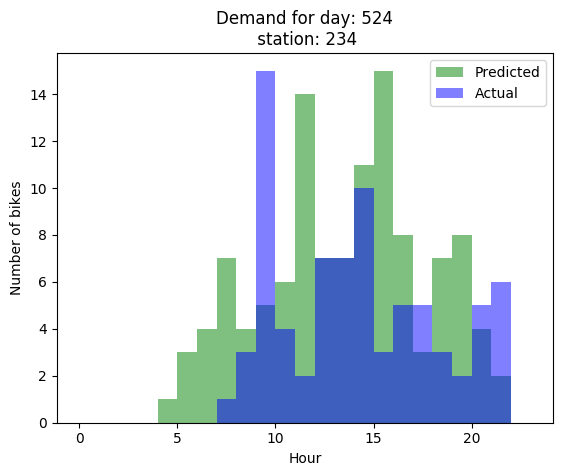 Demand for day: 524
station: 234
Predicted
Actual
Number of bikes
14
12
10
8
6
4
2
0
0 5 10 15 20
Hour